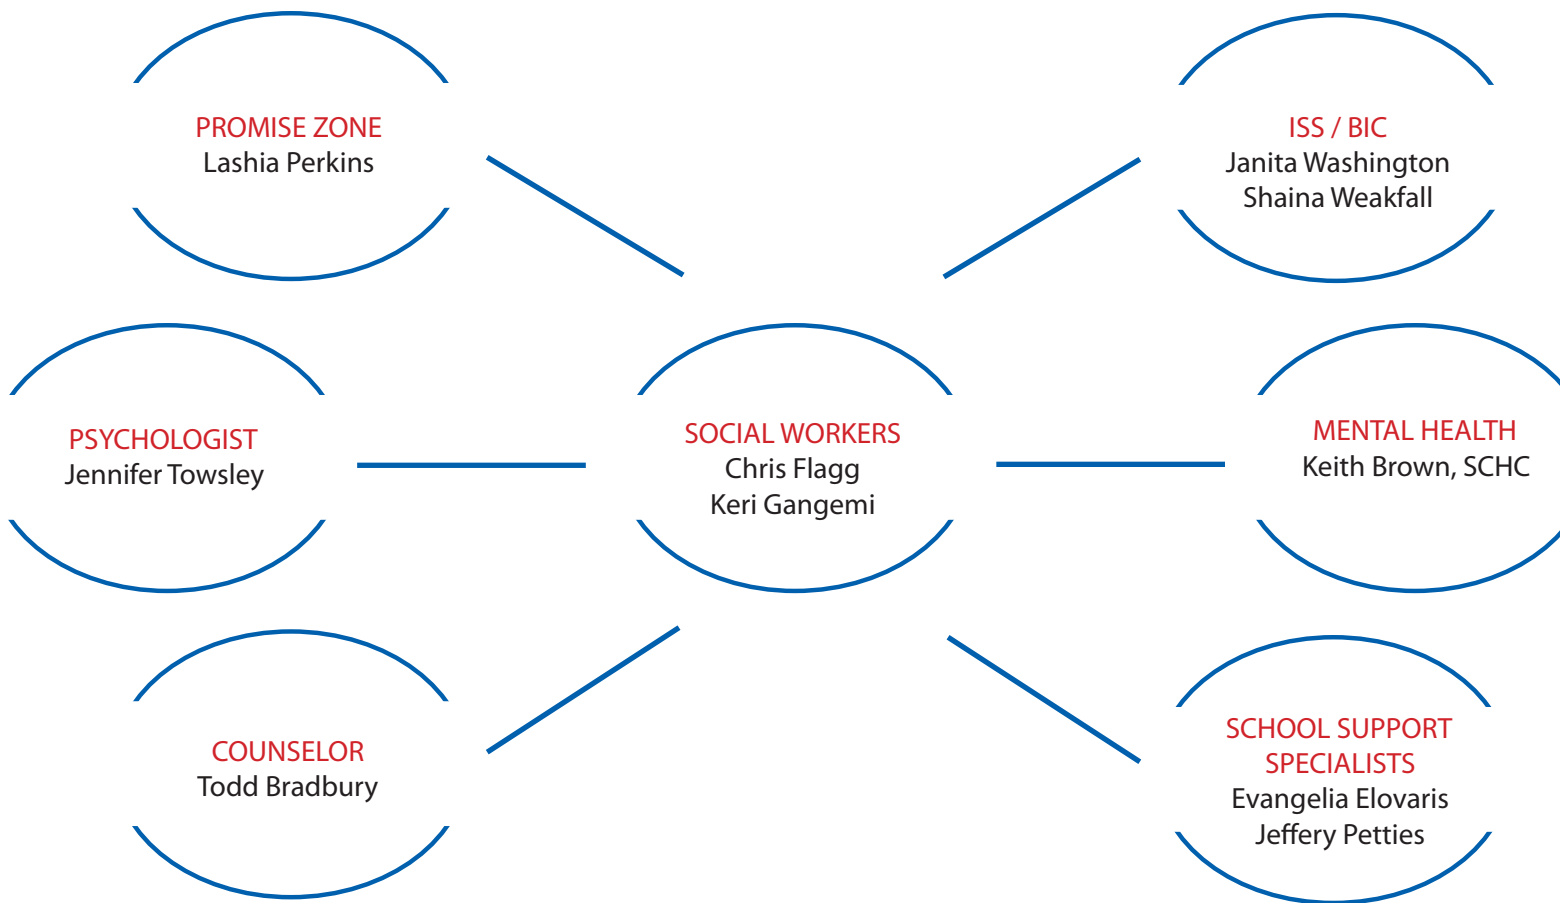 PROMISE ZONE
Lashia Perkins
ISS / BIC
Janita Washington
Shaina Weakfall
PSYCHOLOGIST
Jennifer Towsley
SOCIAL WORKERS
Chris Flagg
Keri Gangemi
MENTAL HEALTH
Keith Brown, SCHC
COUNSELOR
Todd Bradbury
SCHOOL SUPPORT
SPECIALISTS
Evangelia Elovaris
Jeffery Petties